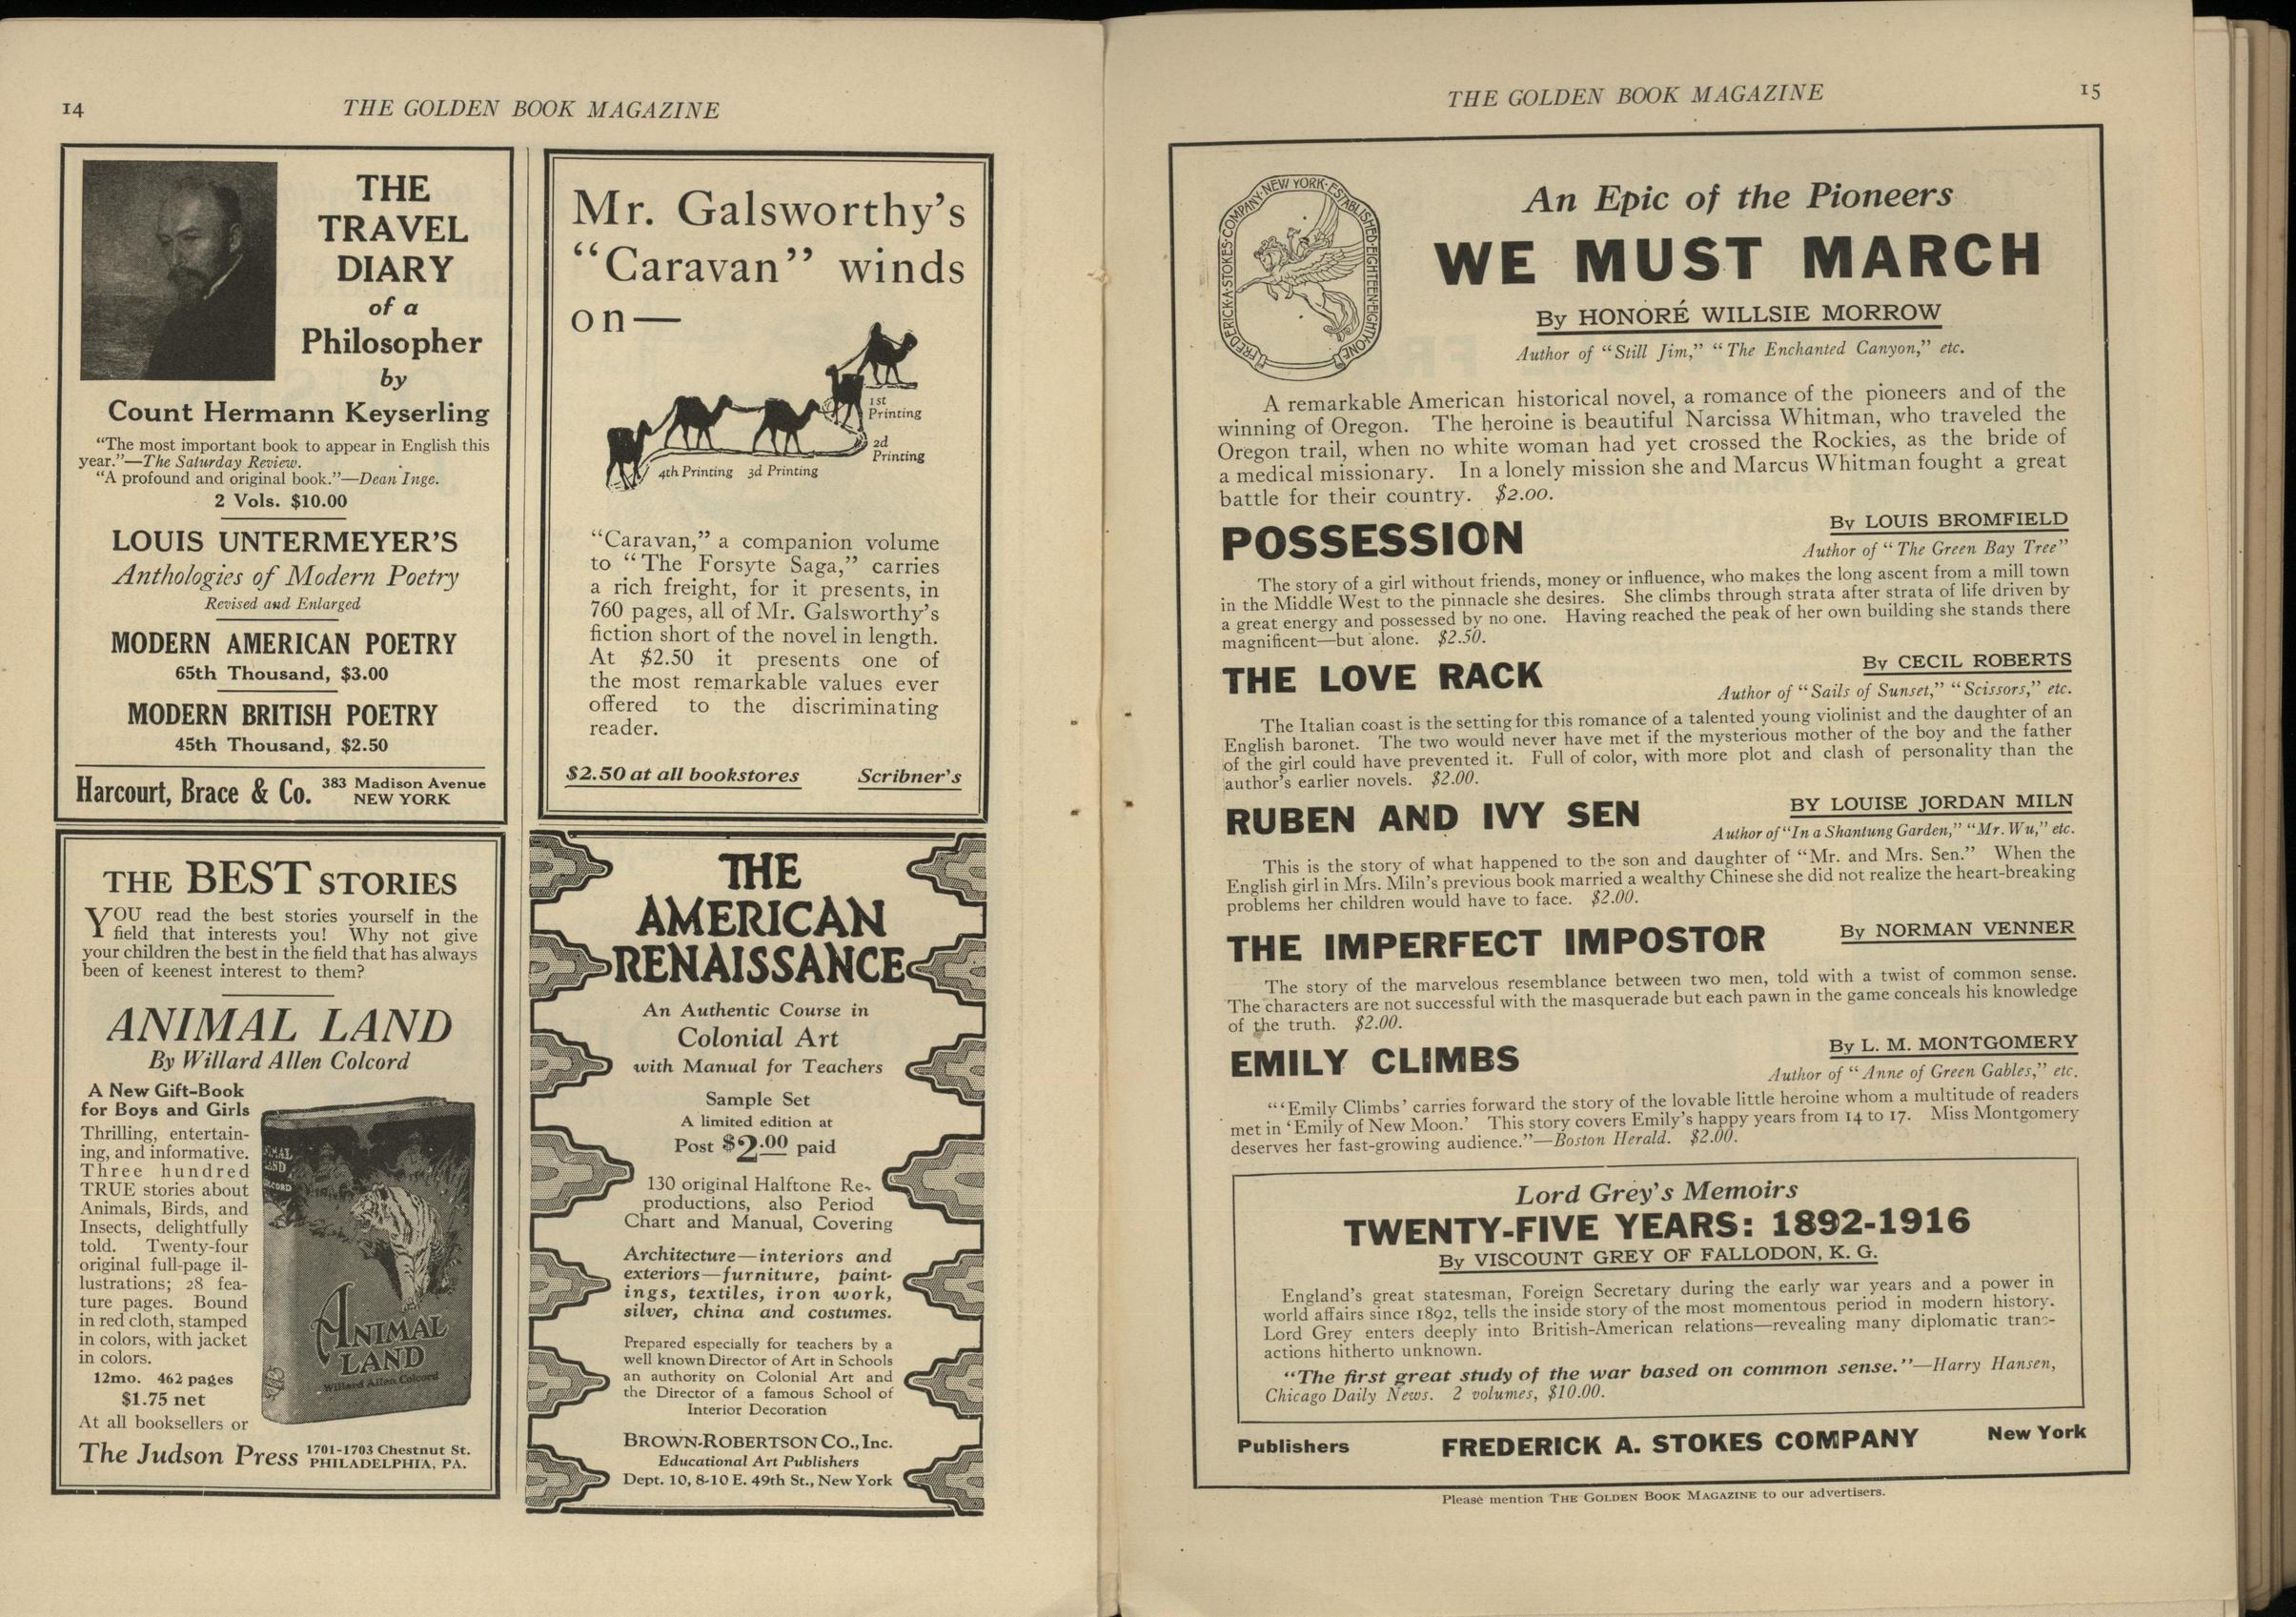 14
THE GOLDEN BOOK MAGAZINE
THE
TRAVEL
DIARY
of a
Philosopher
by
Count Hermann Keyserling
“The most important book to appear in English this
year.”—The Saturday Review.
“A profound and original book.”—Dean Inge.
2 Vols. $10.00
LOUIS UNTERMEYER’S
Anthologies of Modern Poetry
Revised and Enlarged
MODERN AMERICAN POETRY
65th Thousand, $3.00
MODERN BRITISH POETRY
45th Thousand, $2.50
Harcourt, Brace & Co. 383 Madison Avenue
NEW YORK
Mr. Galsworthy’s
“Caravan” winds
on—
1st
Printing
2d
Printing
4th Printing 3d Printing
“Caravan,” a companion volume
to “The Forsyte Saga,” carries
a rich freight, for it presents, in
760 pages, all of Mr. Galsworthy’s
fiction short of the novel in length.
At $2.50 it presents one of
the most remarkable values ever
offered to the discriminating
reader.
$2.50 at all bookstores Scribner’s
THE BEST STORIES
YOU read the best stories yourself in the
field that interests you! Why not give
your children the best in the field that has always
been of keenest interest to them?
ANIMAL LAND
By Willard Allen Colcord
A New Gift-Book
for Boys and Girls
Thrilling, entertain-
ing, and informative.
Three hundred
TRUE stories about
Animals, Birds, and
Insects, delightfully
told. Twenty-four
original full-page il-
lustrations; 28 fea-
ture pages. Bound
in red cloth, stamped
in colors, with jacket
in colors.
12mo. 462 pages
$1.75 net
At all booksellers or
The Judson Press 1701-1703 Chestnut St.
PHILADELPHIA, PA.
ANIMAL
LAND
COLCORD
ANIMAL
LAND
Willard Allen Colcord
THE
AMERICAN
RENAISSANCE
An Authentic Course in
Colonial Art
with Manual for Teachers
Sample Set
A limited edition at
Post $2.00 paid
130 original Halftone Re-
productions, also Period
Chart and Manual, Covering
Architecture—interiors and
exteriors—furniture, paint-
ings, textiles, iron work,
silver, china and costumes.
Prepared especially for teachers by a
well known Director of Art in Schools
an authority on Colonial Art and
the Director of a famous School of
Interior Decoration
BROWN-ROBERTSON CO., Inc.
Educational Art Publishers
Dept. 10, 8-10 E. 49th St., New York
THE GOLDEN BOOK MAGAZINE
15
FREDERICK·A·STOKES·COMPANY·NEW YORK·ESTABLISHED·EIGHTEEN·EIGHTY·ONE
An Epic of the Pioneers
WE MUST MARCH
By HONORÉ WILLSIE MORROW
Author of “Still Jim,” “The Enchanted Canyon,” etc.
A remarkable American historical novel, a romance of the pioneers and of the
winning of Oregon. The heroine is beautiful Narcissa Whitman, who traveled the
Oregon trail, when no white woman had yet crossed the Rockies, as the bride of
a medical missionary. In a lonely mission she and Marcus Whitman fought a great
battle for their country. $2.00.
POSSESSION
By LOUIS BROMFIELD
Author of “The Green Bay Tree”
The story of a girl without friends, money or influence, who makes the long ascent from a mill town
in the Middle West to the pinnacle she desires. She climbs through strata after strata of life driven by
a great energy and possessed by no one. Having reached the peak of her own building she stands there
magnificent—but alone. $2.50.
THE LOVE RACK
By CECIL ROBERTS
Author of “Sails of Sunset,” “Scissors,” etc.
The Italian coast is the setting for this romance of a talented young violinist and the daughter of an
English baronet. The two would never have met if the mysterious mother of the boy and the father
of the girl could have prevented it. Full of color, with more plot and clash of personality than the
author’s earlier novels. $2.00.
RUBEN AND IVY SEN
BY LOUISE JORDAN MILN
Author of “In a Shantung Garden,” “Mr. Wu,” etc.
This is the story of what happened to the son and daughter of “Mr. and Mrs. Sen.” When the
English girl in Mrs. Miln’s previous book married a wealthy Chinese she did not realize the heart-breaking
problems her children would have to face. $2.00.
THE IMPERFECT IMPOSTOR
By NORMAN VENNER
The story of the marvelous resemblance between two men, told with a twist of common sense.
The characters are not successful with the masquerade but each pawn in the game conceals his knowledge
of the truth. $2.00.
EMILY CLIMBS
By L. M. MONTGOMERY
Author of “Anne of Green Gables,” etc.
“‘Emily Climbs’ carries forward the story of the lovable little heroine whom a multitude of readers
met in ‘Emily of New Moon.’ This story covers Emily’s happy years from 14 to 17. Miss Montgomery
deserves her fast-growing audience.”—Boston Herald. $2.00.
Lord Grey’s Memoirs
TWENTY-FIVE YEARS: 1892-1916
By VISCOUNT GREY OF FALLODON, K. G.
England’s great statesman, Foreign Secretary during the early war years and a power in
world affairs since 1892, tells the inside story of the most momentous period in modern history.
Lord Grey enters deeply into British-American relations—revealing many diplomatic trans-
actions hitherto unknown.
“The first great study of the war based on common sense.”—Harry Hansen,
Chicago Daily News. 2 volumes, $10.00.
Publishers FREDERICK A. STOKES COMPANY New York
Please mention THE GOLDEN BOOK MAGAZINE to our advertisers.